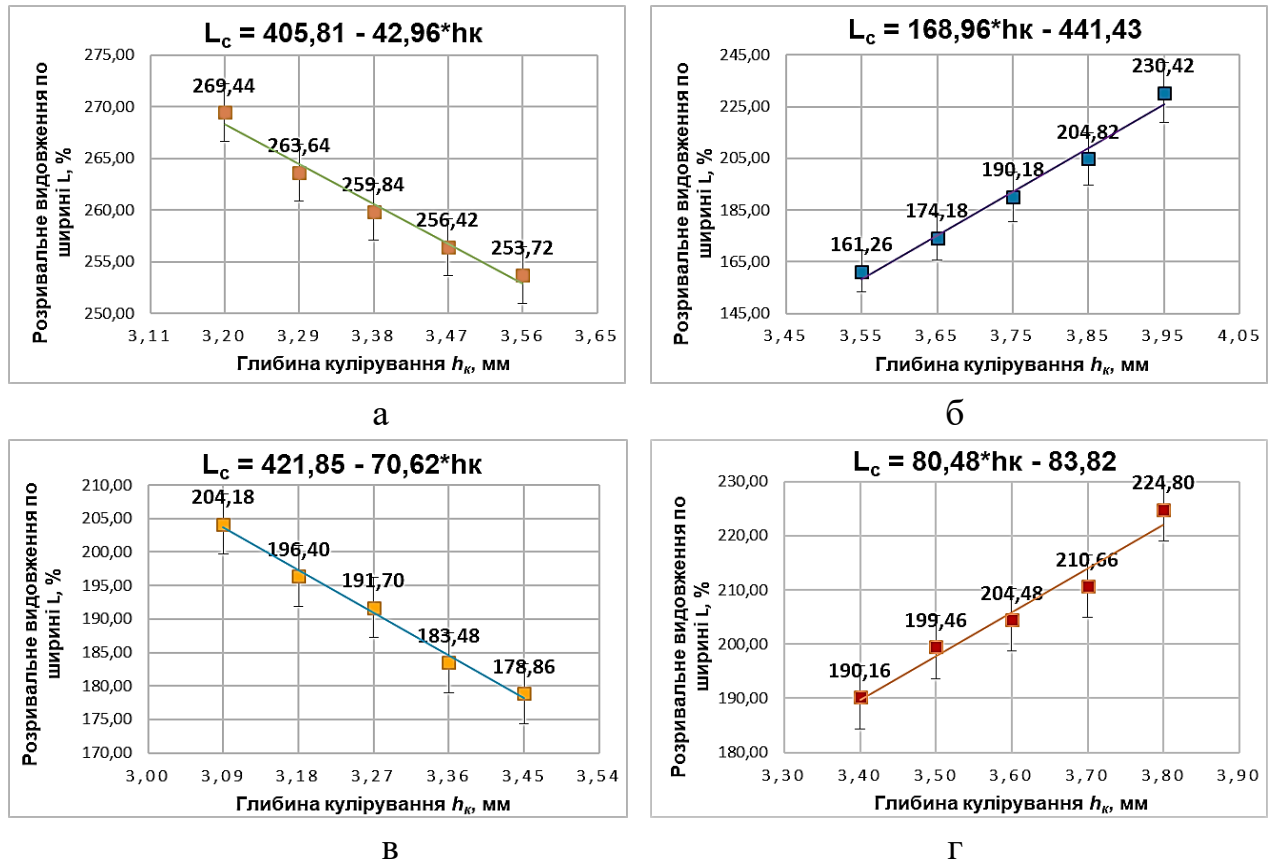 L_c = 405,81 - 42,96*hк
Розривальне видовження по
ширині L, %
275,00
270,00
265,00
260,00
255,00
250,00
269,44
263,64
259,84
256,42
253,72
3,11 3,20 3,29 3,38 3,47 3,56 3,65
Глибина кулірування hк, мм
а
L_c = 168,96*hк - 441,43
Розривальне видовження по
ширині L, %
245,00
225,00
205,00
185,00
165,00
145,00
161,26
174,18
190,18
204,82
230,42
3,45 3,55 3,65 3,75 3,85 3,95 4,05
Глибина кулірування hк, мм
б
L_c = 421,85 - 70,62*hк
Розривальне видовження по
ширині L, %
210,00
205,00
200,00
195,00
190,00
185,00
180,00
175,00
170,00
204,18
196,40
191,70
183,48
178,86
3,00 3,09 3,18 3,27 3,36 3,45 3,54
Глибина кулірування hк, мм
в
L_c = 80,48*hк - 83,82
Розривальне видовження по
ширині L, %
230,00
220,00
210,00
200,00
190,00
180,00
190,16
199,46
204,48
210,66
224,80
3,30 3,40 3,50 3,60 3,70 3,80 3,90
Глибина кулірування hк, мм
г